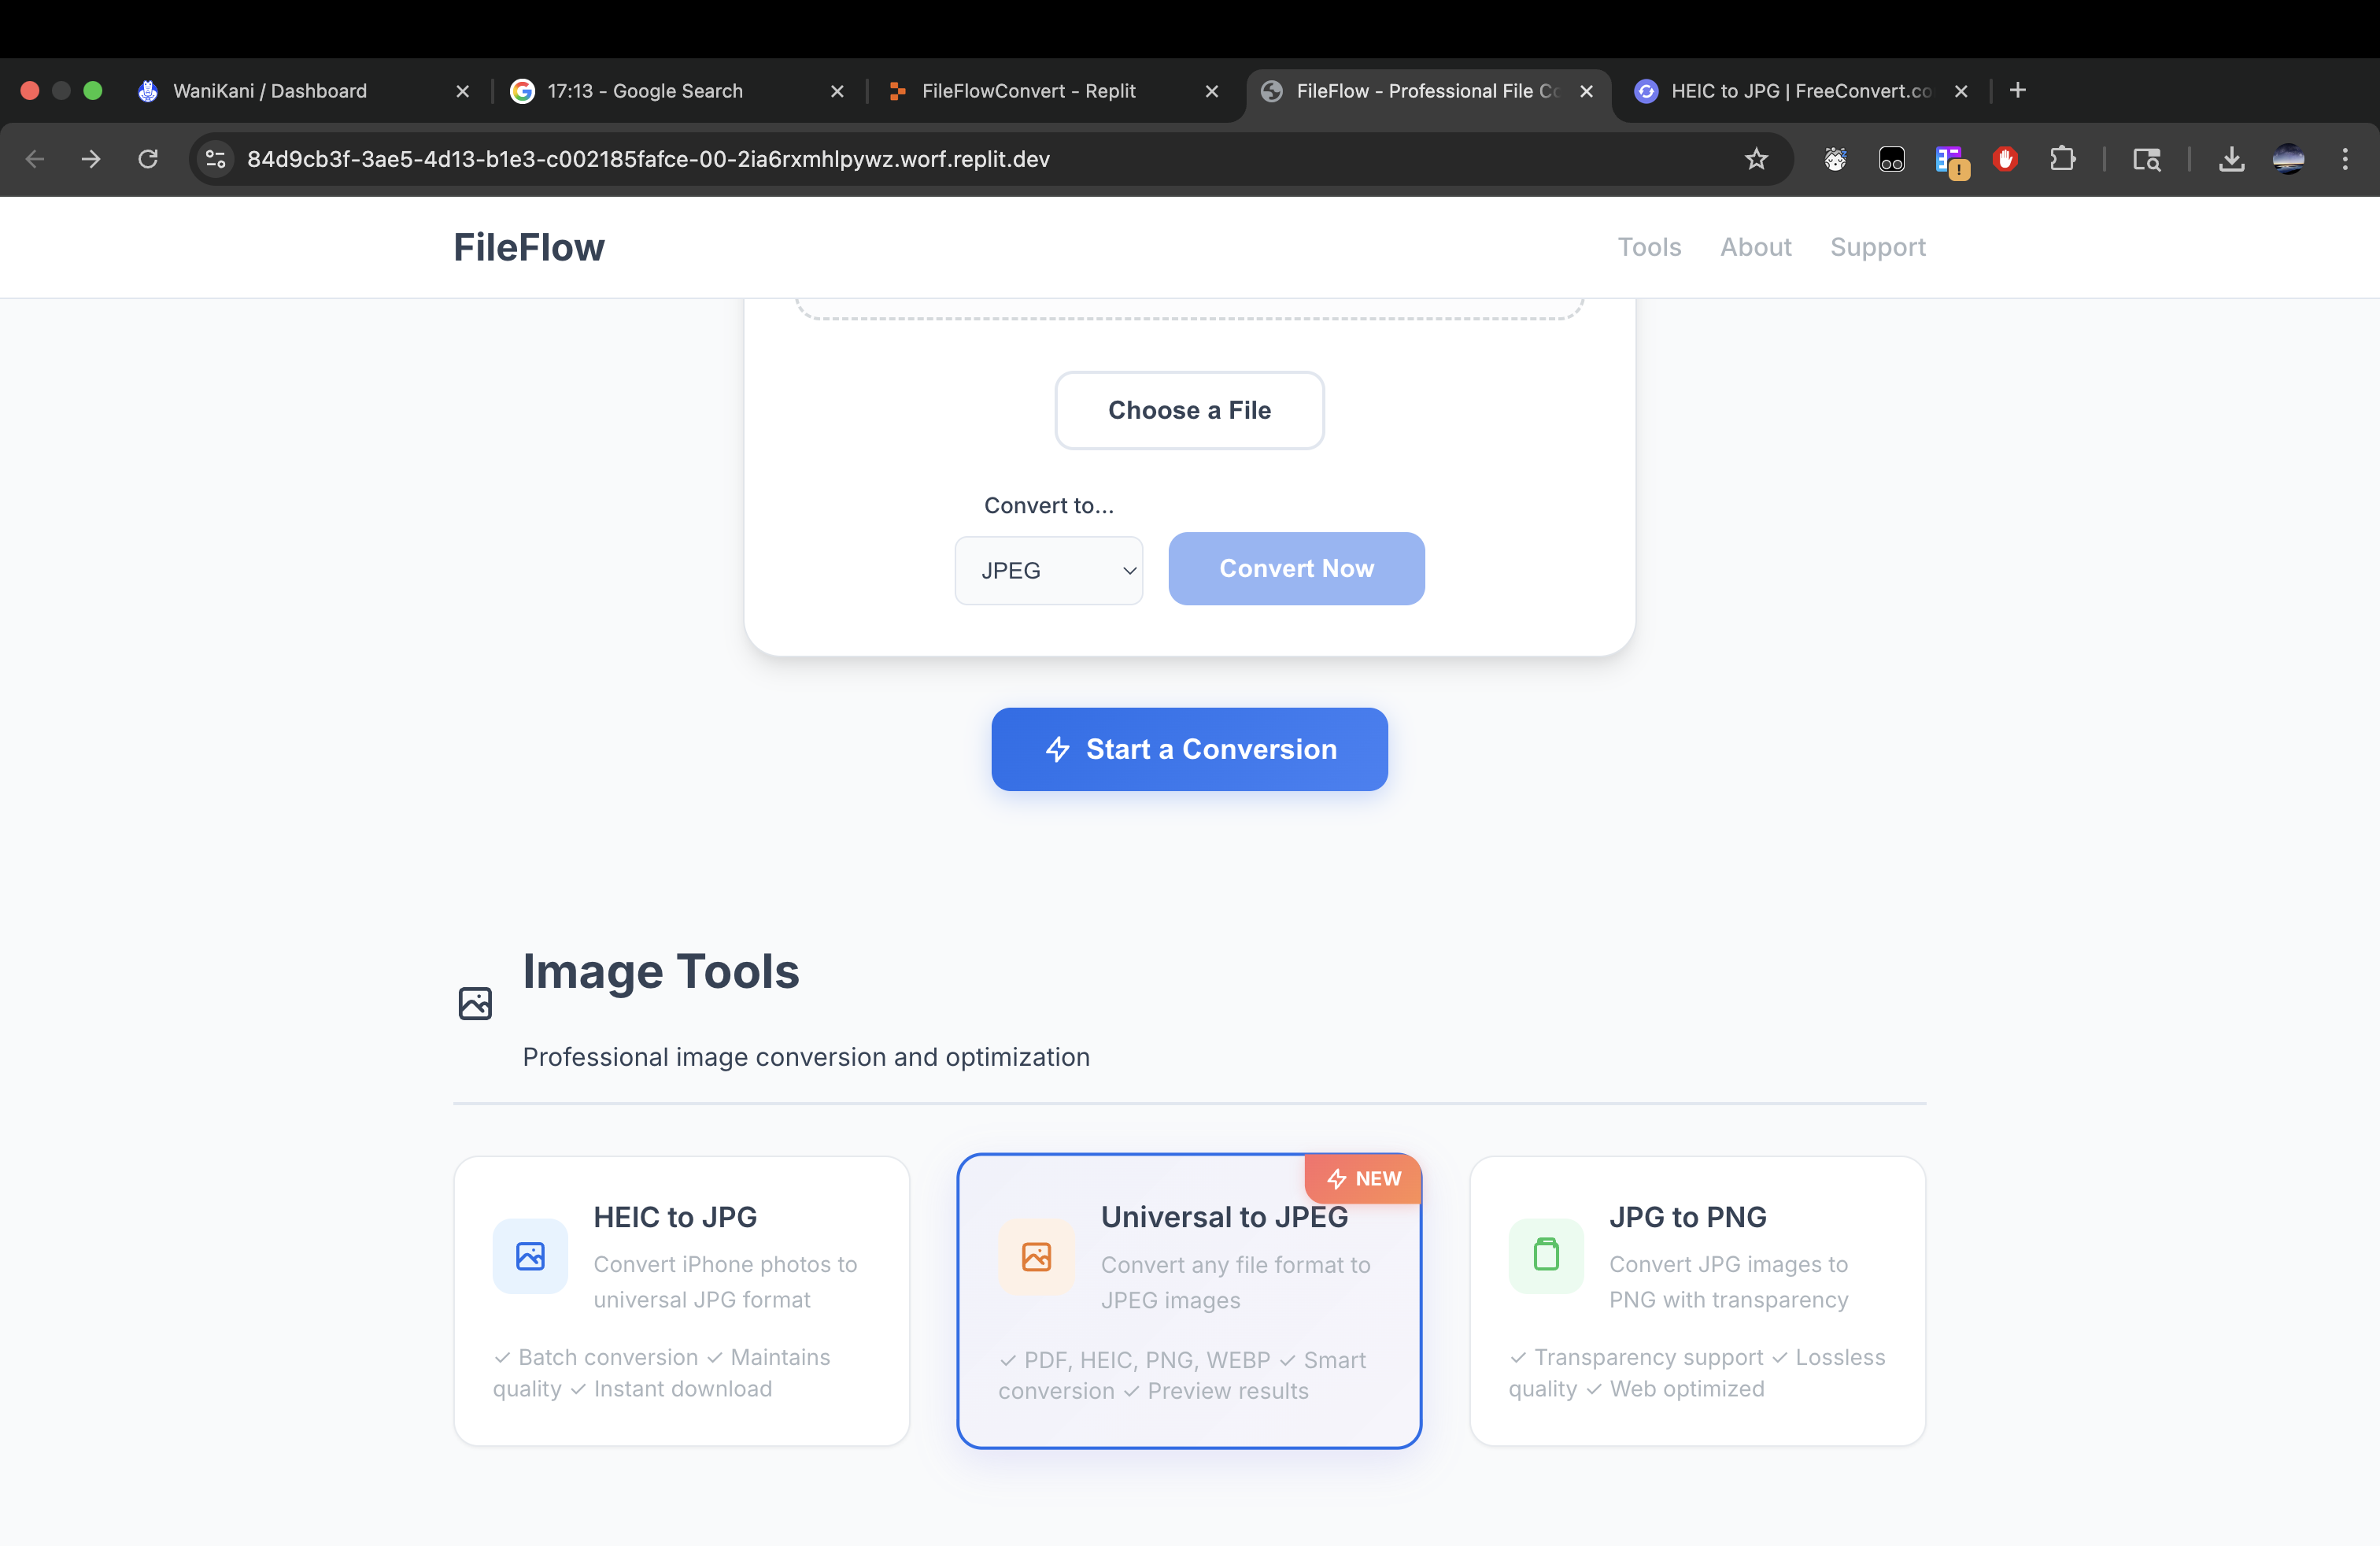 WaniKani / Dashboard
17:13 - Google Search
FileFlowConvert - Replit
FileFlow - Professional File Co
HEIC to JPG | FreeConvert.co
84d9cb3f-3ae5-4d13-b1e3-c002185fafce-00-2ia6rxmhlpywz.worf.replit.dev
FileFlow
Tools
About
Support
Choose a File
Convert to...
JPEG
Convert Now
Start a Conversion
Image Tools
Professional image conversion and optimization
HEIC to JPG
Convert iPhone photos to
universal JPG format
✓ Batch conversion ✓ Maintains
quality ✓ Instant download
NEW
Universal to JPEG
Convert any file format to
JPEG images
✓ PDF, HEIC, PNG, WEBP ✓ Smart
conversion ✓ Preview results
JPG to PNG
Convert JPG images to
PNG with transparency
✓ Transparency support ✓ Lossless
quality ✓ Web optimized